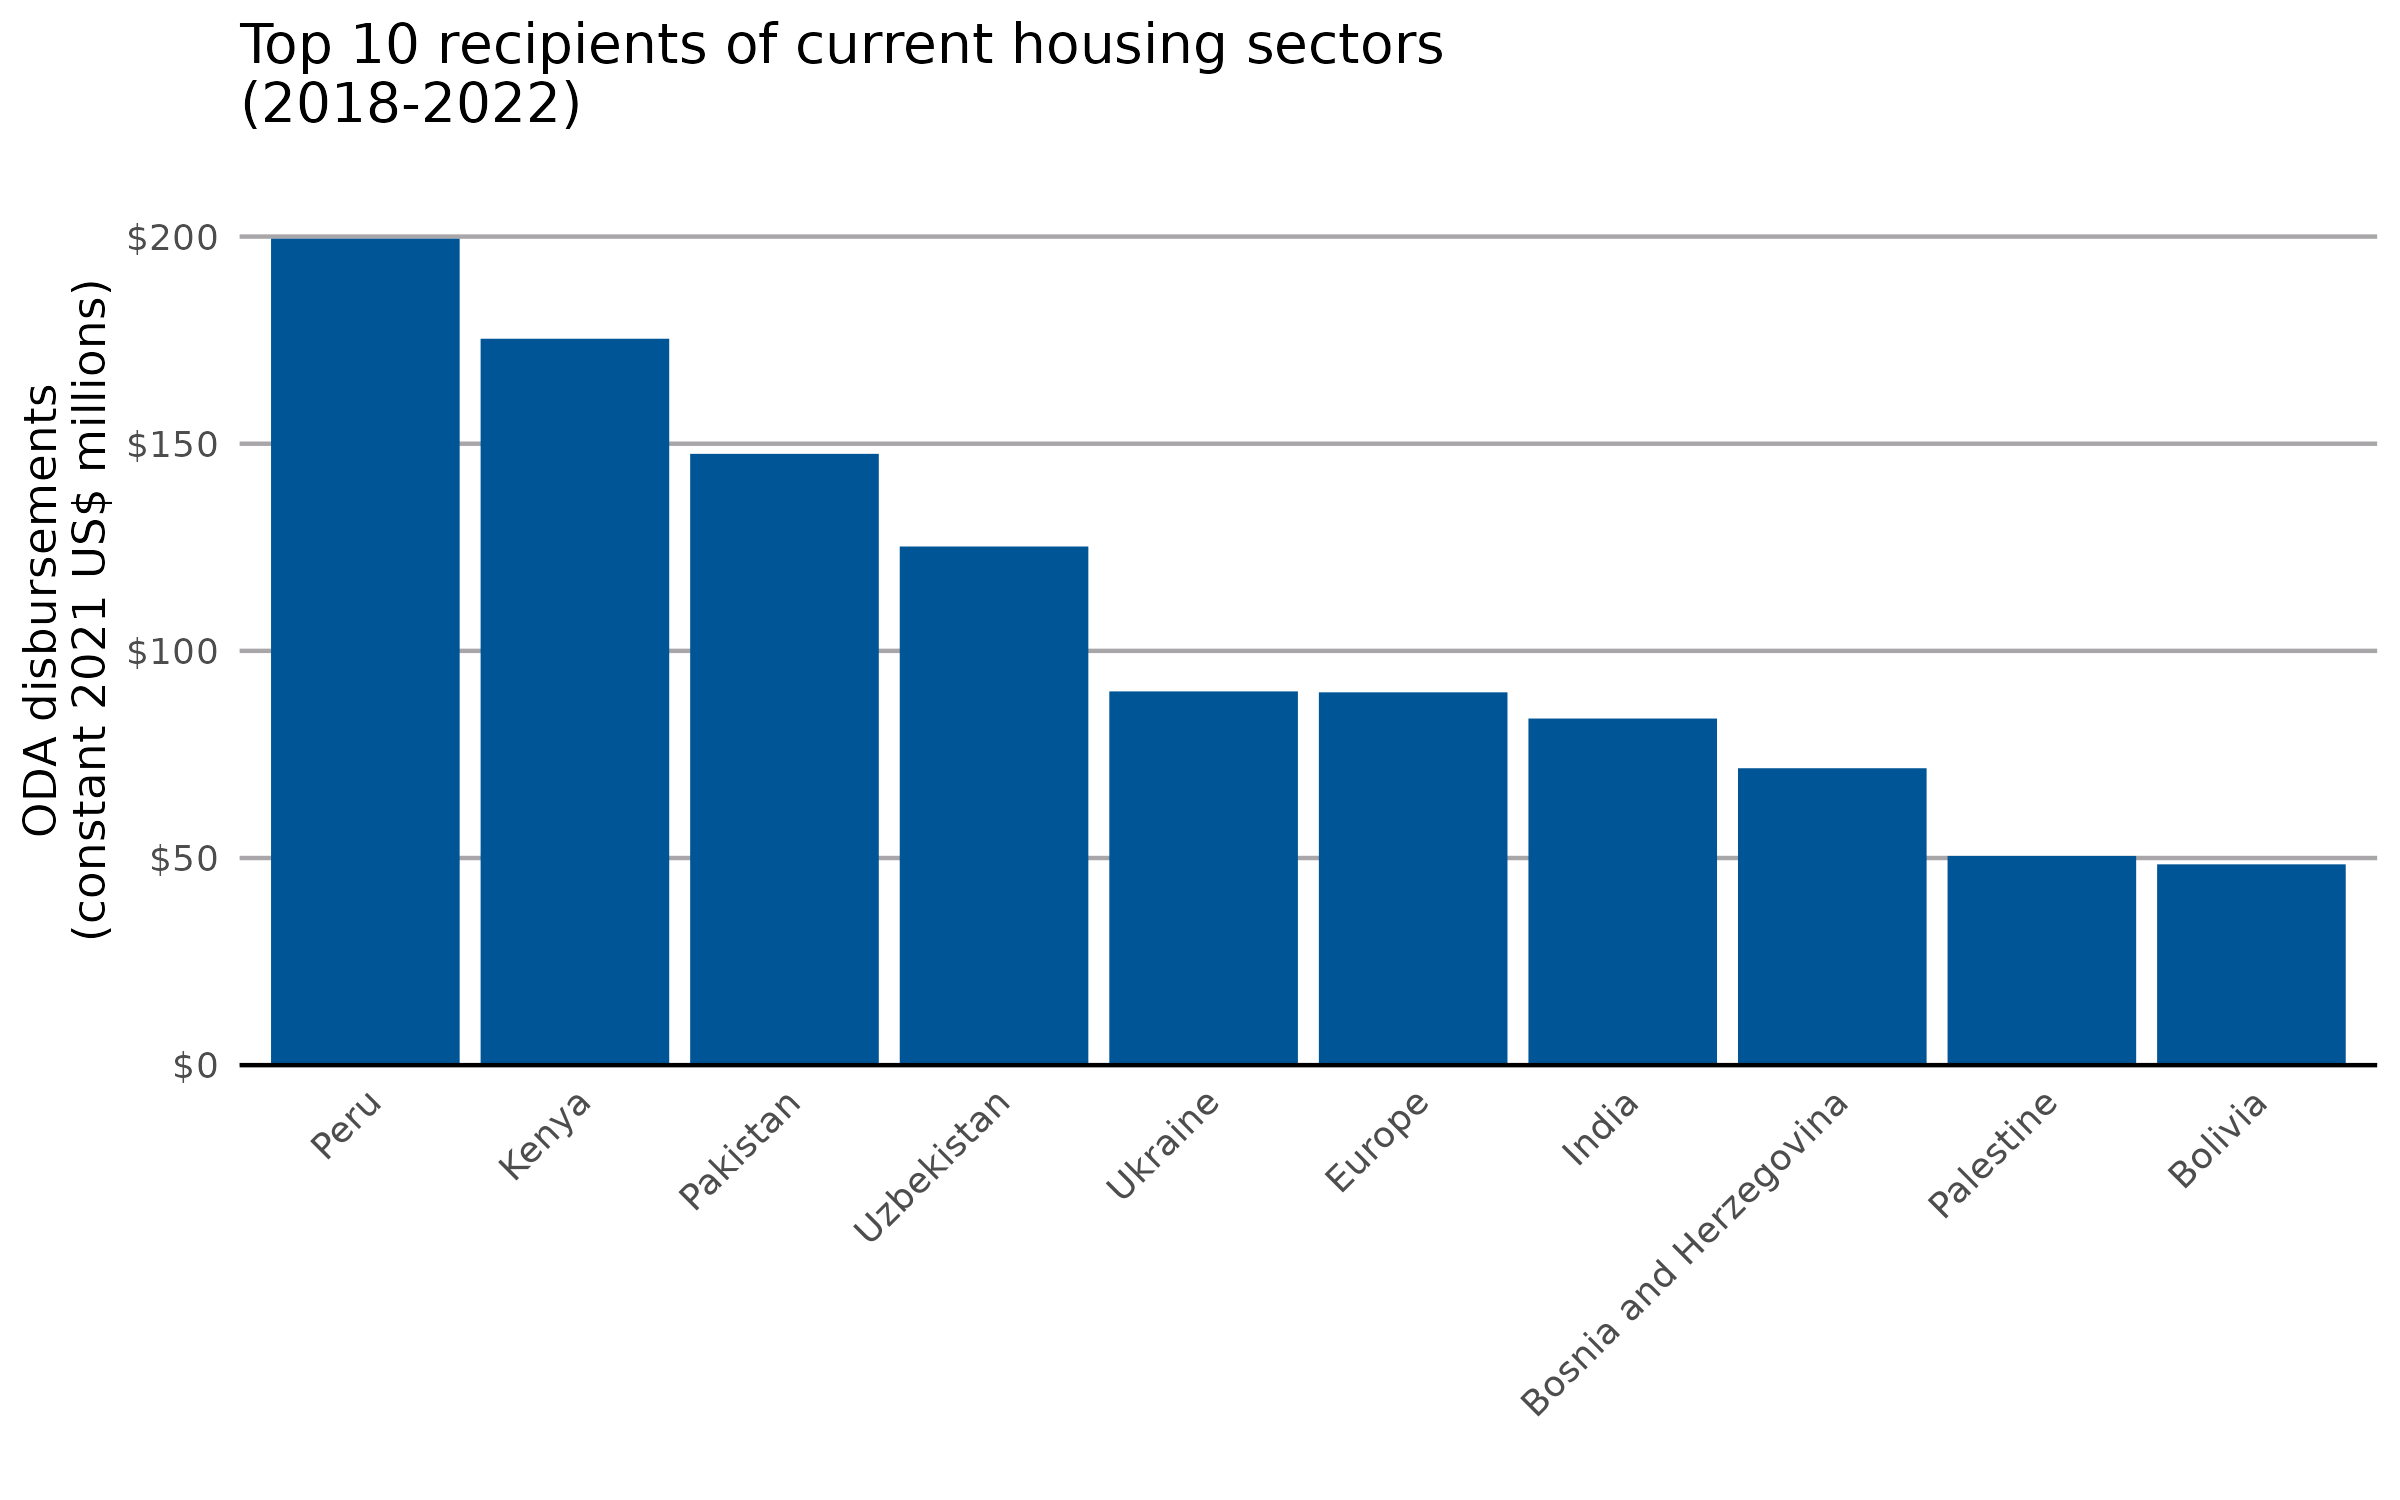 Top 10 recipients of current housing sectors
(2018-2022)
ODA disbursements
(constant 2021 US$ millions)
$200
$150
$100
$50
$0
Peru
Kenya
Pakistan
Uzbekistan
Ukraine
Europe
India
Bosnia and Herzegovina
Palestine
Bolivia